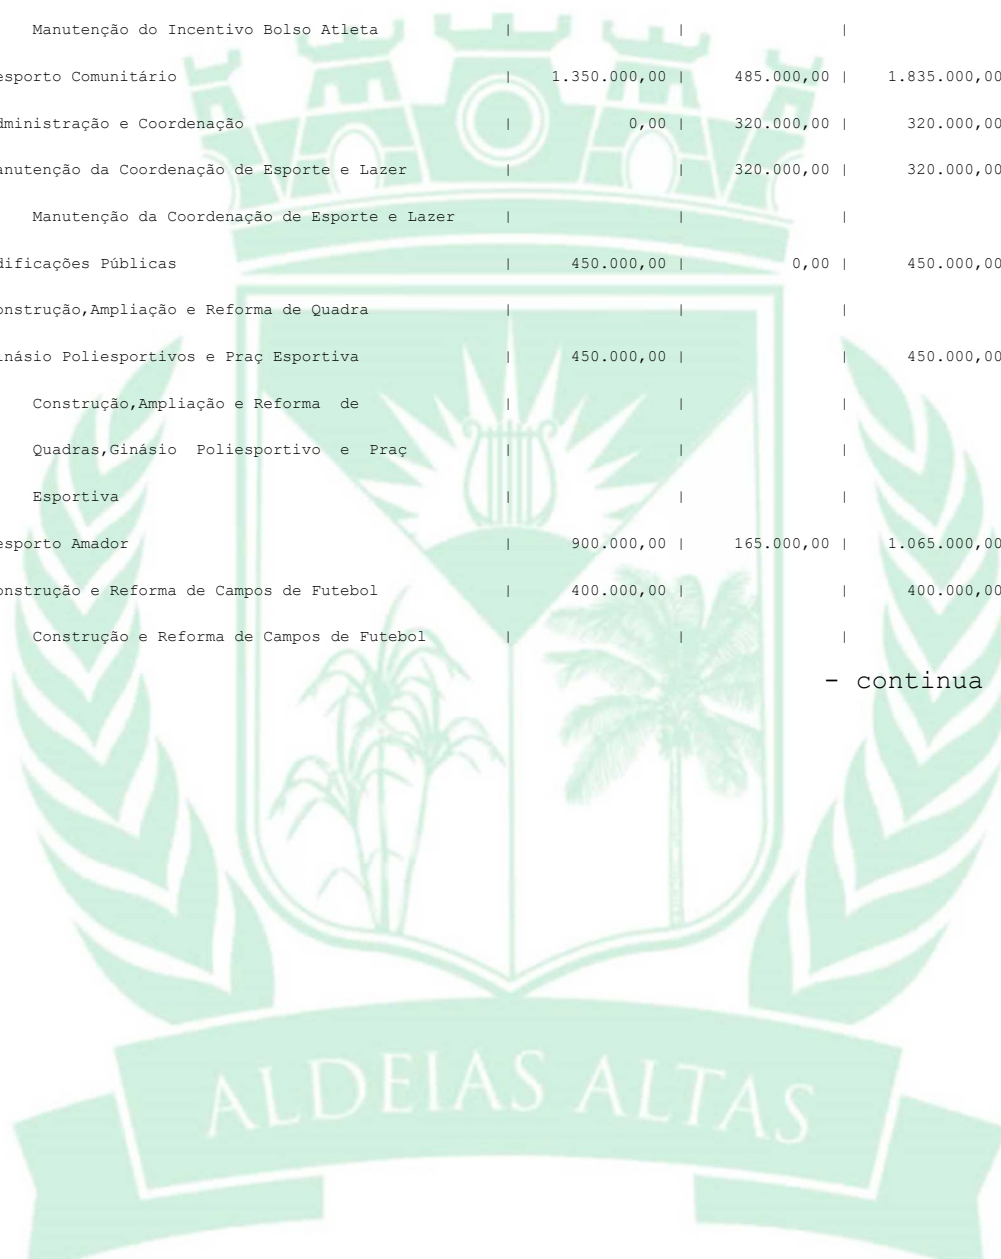 Manutenção do Incentivo Bolso Atleta | | |
esporto Comunitário | 1.350.000,00 | 485.000,00 | 1.835.000,00
dministração e Coordenação | 0,00 | 320.000,00 | 320.000,00
anutenção da Coordenação de Esporte e Lazer | | 320.000,00 | 320.000,00
Manutenção da Coordenação de Esporte e Lazer | | |
dificações Públicas | 450.000,00 | 0,00 | 450.000,00
onstrução,Ampliação e Reforma de Quadra | | |
inásio Poliesportivos e Praç Esportiva | 450.000,00 | | 450.000,00
Construção,Ampliação e Reforma de | | |
Quadras,Ginásio Poliesportivo e Praç | | |
Esportiva | | |
esporto Amador | 900.000,00 | 165.000,00 | 1.065.000,00
onstrução e Reforma de Campos de Futebol | 400.000,00 | | 400.000,00
Construção e Reforma de Campos de Futebol | | |
- continua
ALDEIAS ALTAS